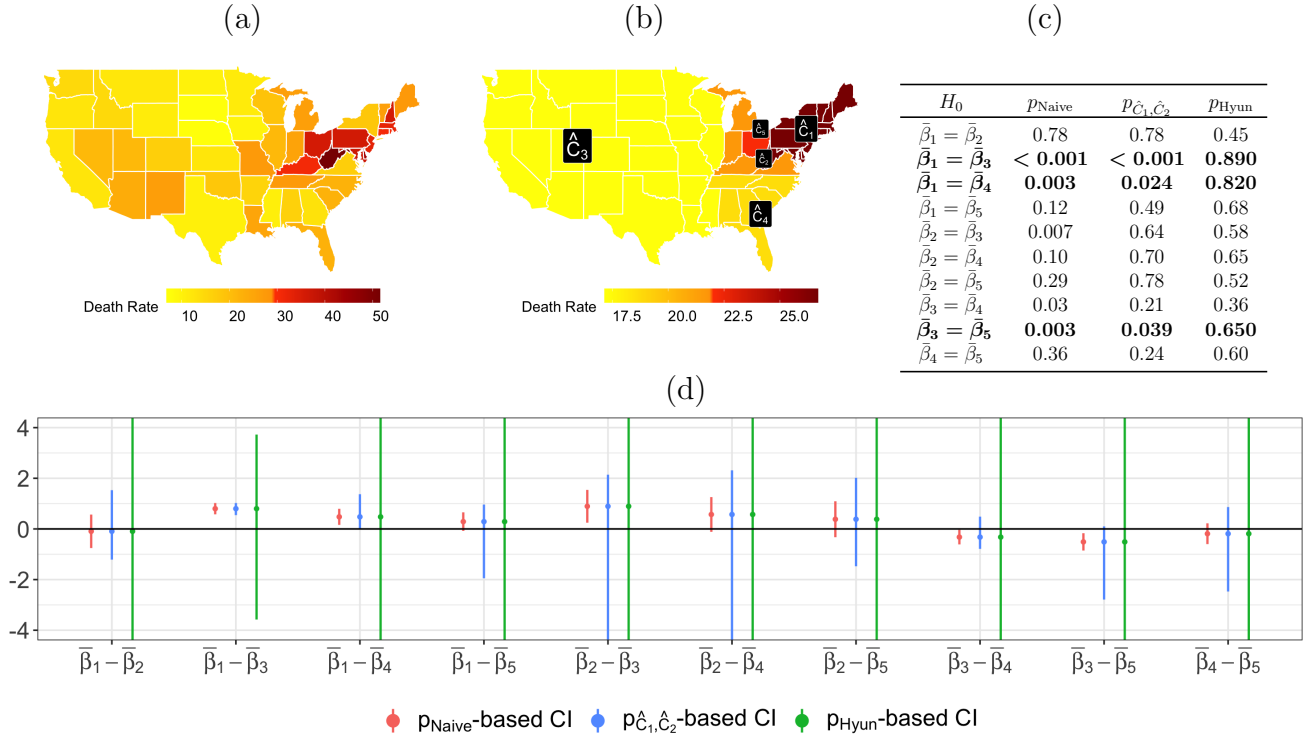 (a)
Ĉ₃
Ĉ₅
Ĉ₁
Ĉ₂
Ĉ₄
Death Rate
10 20 30 40 50
(b)
Death Rate
17.5 20.0 22.5 25.0
(c)
H₀ p_Naive p_Ĉ₁,Ĉ₂ p_Hyun
β̄₁ = β̄₂ 0.78 0.78 0.45
β̄₁ = β̄₃ < 0.001 < 0.001 0.890
β̄₁ = β̄₄ 0.003 0.024 0.820
β̄₁ = β̄₅ 0.12 0.49 0.68
β̄₂ = β̄₃ 0.007 0.64 0.58
β̄₂ = β̄₄ 0.10 0.70 0.65
β̄₂ = β̄₅ 0.29 0.78 0.52
β̄₃ = β̄₄ 0.03 0.21 0.36
β̄₃ = β̄₅ 0.003 0.039 0.650
β̄₄ = β̄₅ 0.36 0.24 0.60
(d)
4
2
0
-2
-4
β̄₁−β̄₂ β̄₁−β̄₃ β̄₁−β̄₄ β̄₁−β̄₅ β̄₂−β̄₃ β̄₂−β̄₄ β̄₂−β̄₅ β̄₃−β̄₄ β̄₃−β̄₅ β̄₄−β̄₅
p_Naive-based CI p_Ĉ₁,Ĉ₂-based CI p_Hyun-based CI